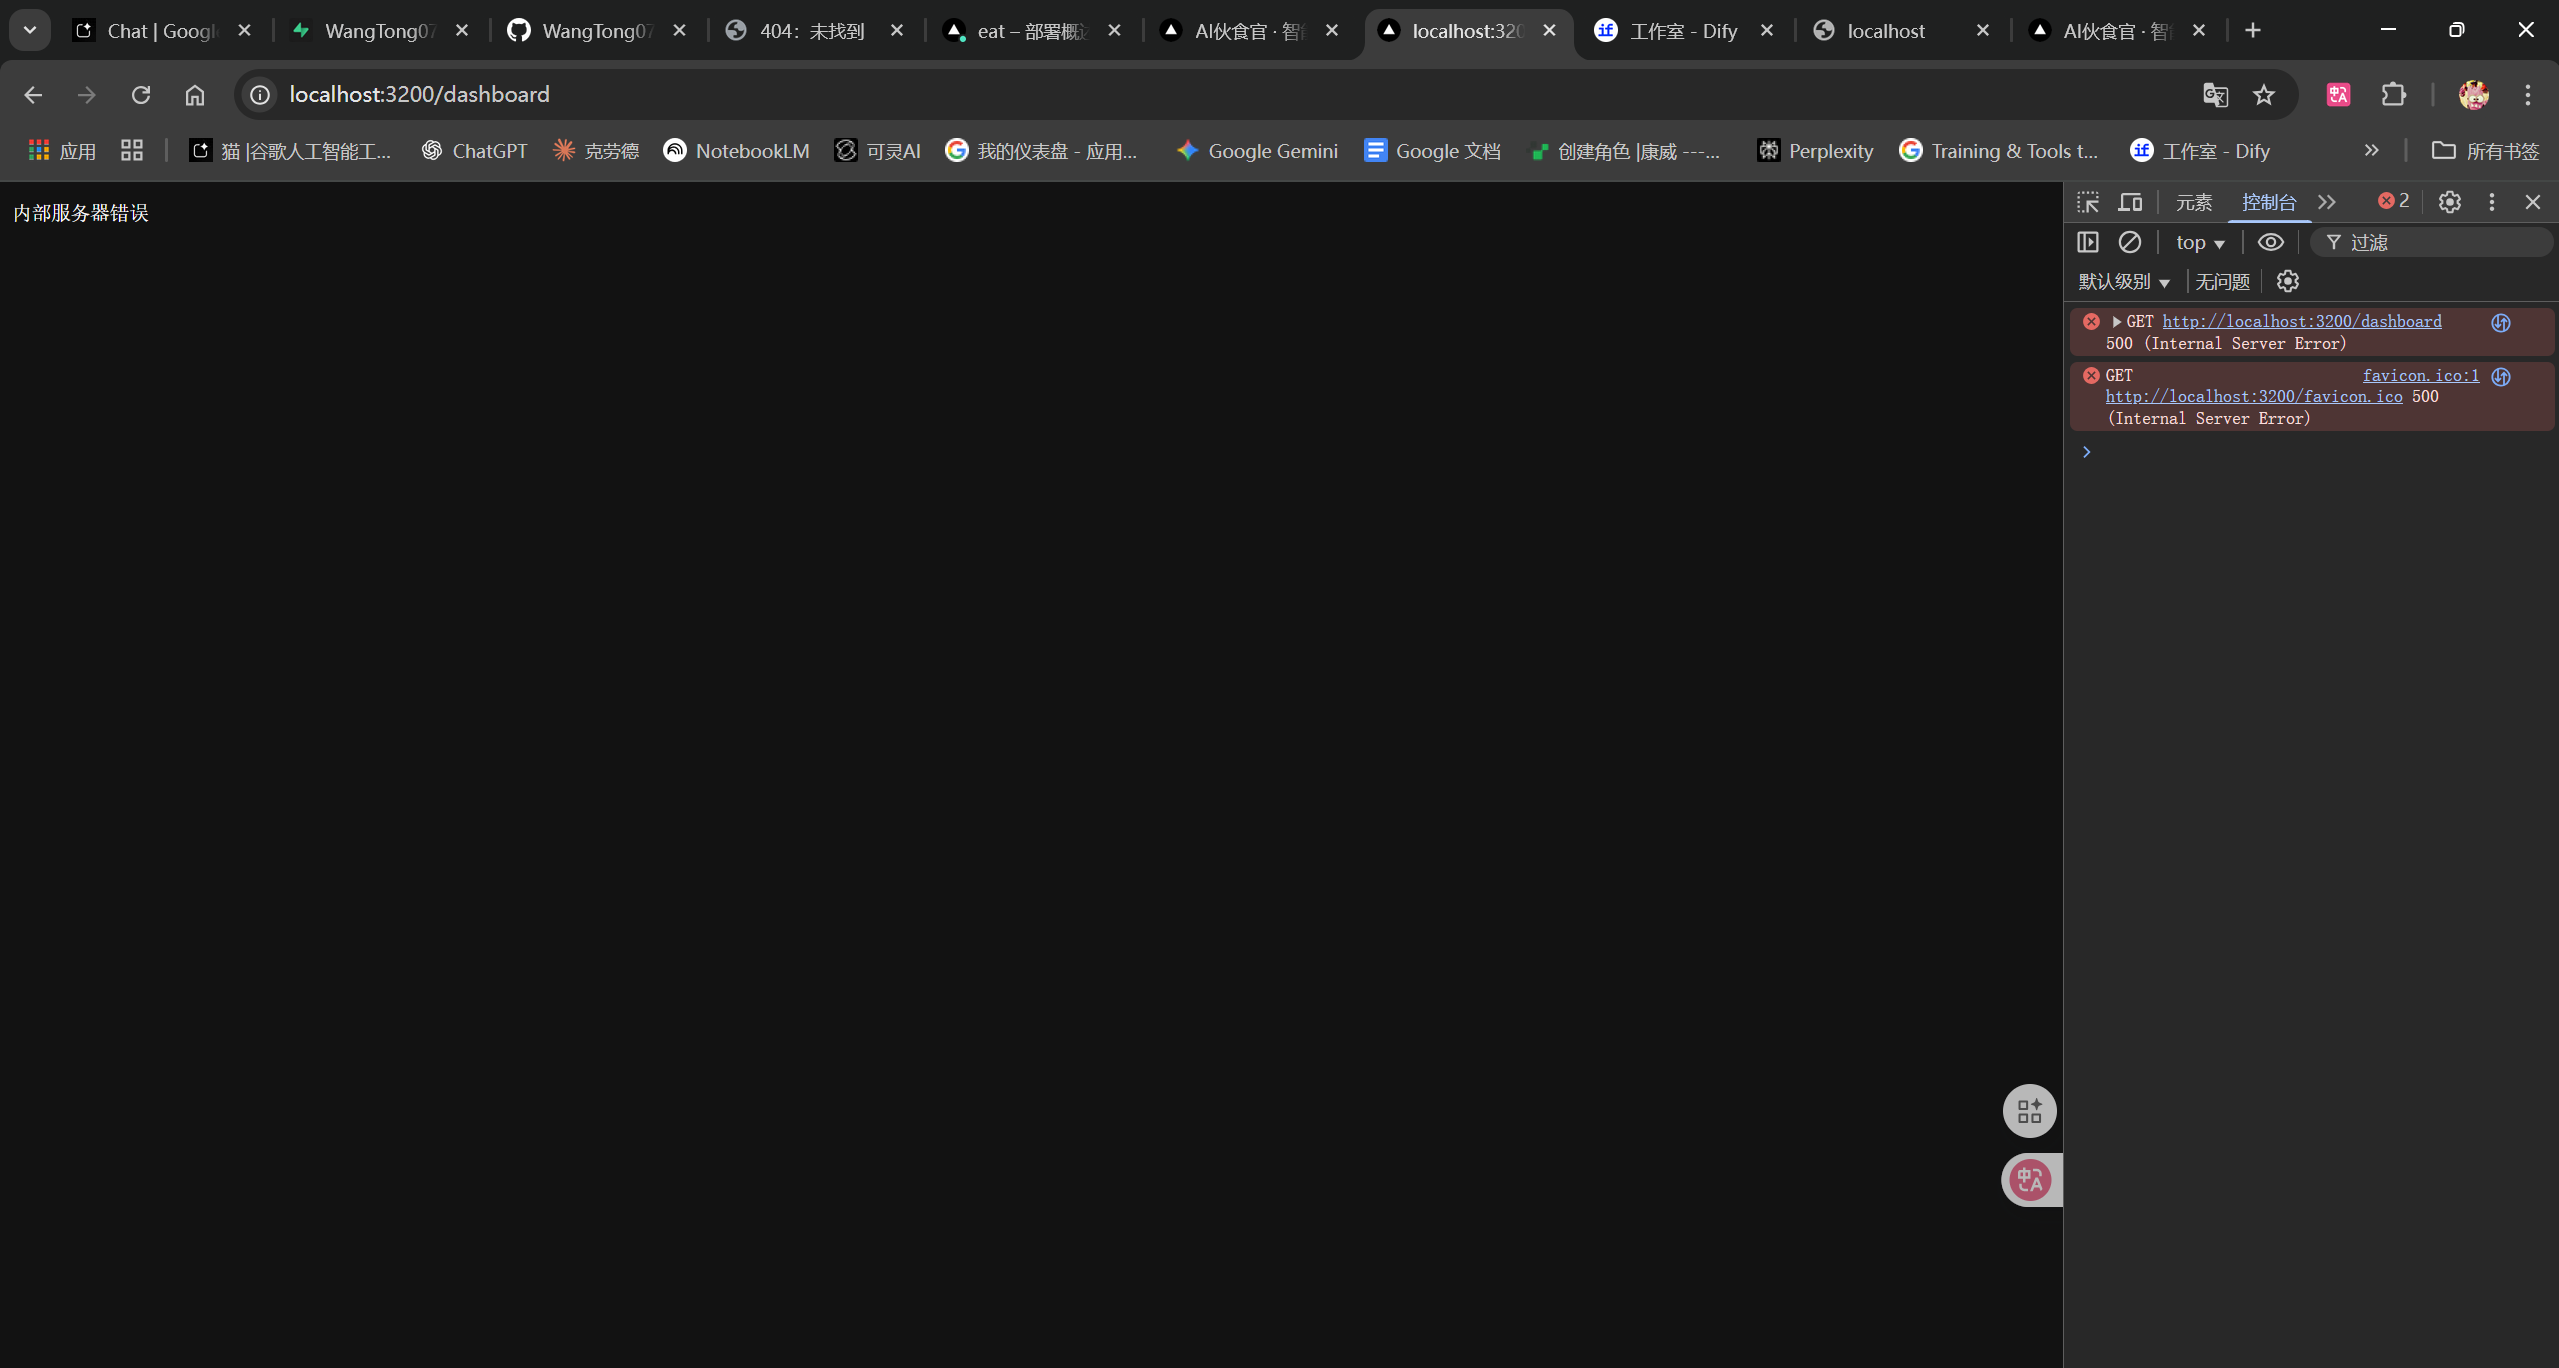 Chat | Googl
WangTong07
WangTong07
404：未找到
eat – 部署概
AI伙食官 · 智
localhost:320
工作室 - Dify
localhost
AI伙食官 · 智
localhost:3200/dashboard
应用
猫 |谷歌人工智能工...
ChatGPT
克劳德
NotebookLM
可灵AI
我的仪表盘 - 应用...
Google Gemini
Google 文档
创建角色 |康威 ---...
Perplexity
Training & Tools t...
工作室 - Dify
所有书签
内部服务器错误
元素
控制台
2
top
过滤
默认级别
无问题
GET http://localhost:3200/dashboard
500 (Internal Server Error)
GET favicon.ico:1
http://localhost:3200/favicon.ico 500
(Internal Server Error)